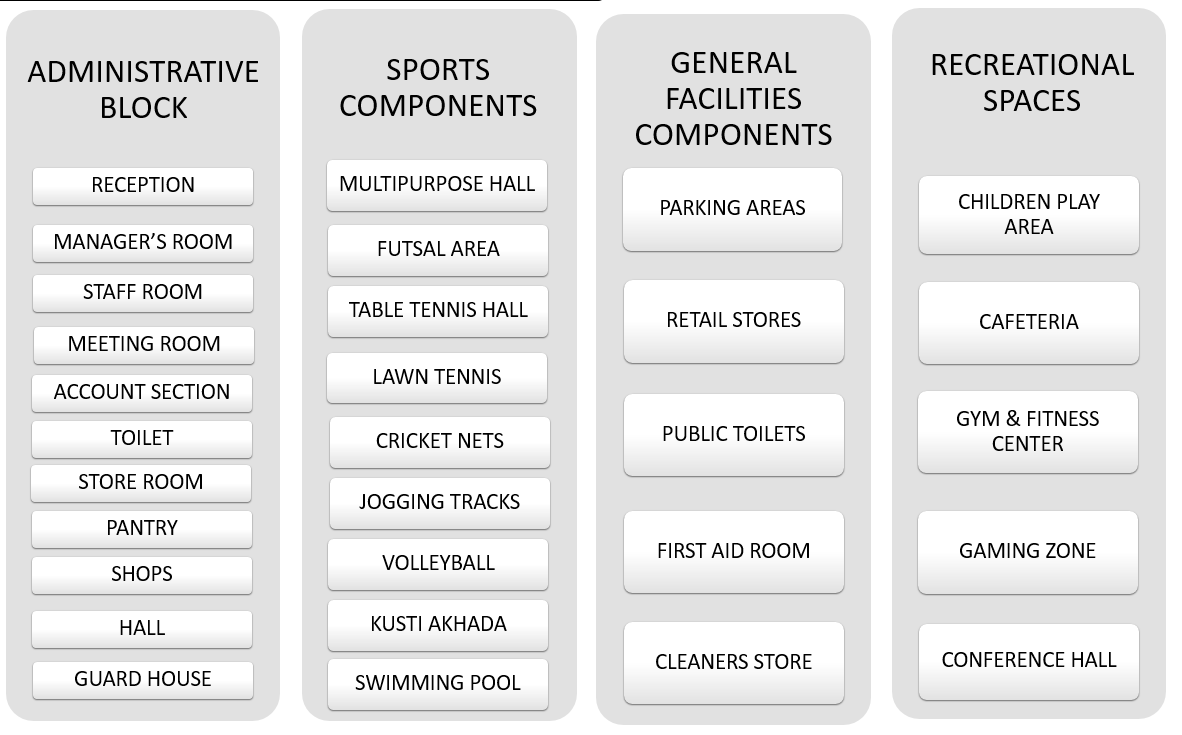 ADMINISTRATIVE
BLOCK
RECEPTION
MANAGER’S ROOM
STAFF ROOM
MEETING ROOM
ACCOUNT SECTION
TOILET
STORE ROOM
PANTRY
SHOPS
HALL
GUARD HOUSE
SPORTS
COMPONENTS
MULTIPURPOSE HALL
FUTSAL AREA
TABLE TENNIS HALL
LAWN TENNIS
CRICKET NETS
JOGGING TRACKS
VOLLEYBALL
KUSTI AKHADA
SWIMMING POOL
GENERAL
FACILITIES
COMPONENTS
PARKING AREAS
RETAIL STORES
PUBLIC TOILETS
FIRST AID ROOM
CLEANERS STORE
RECREATIONAL
SPACES
CHILDREN PLAY
AREA
CAFETERIA
GYM & FITNESS
CENTER
GAMING ZONE
CONFERENCE HALL